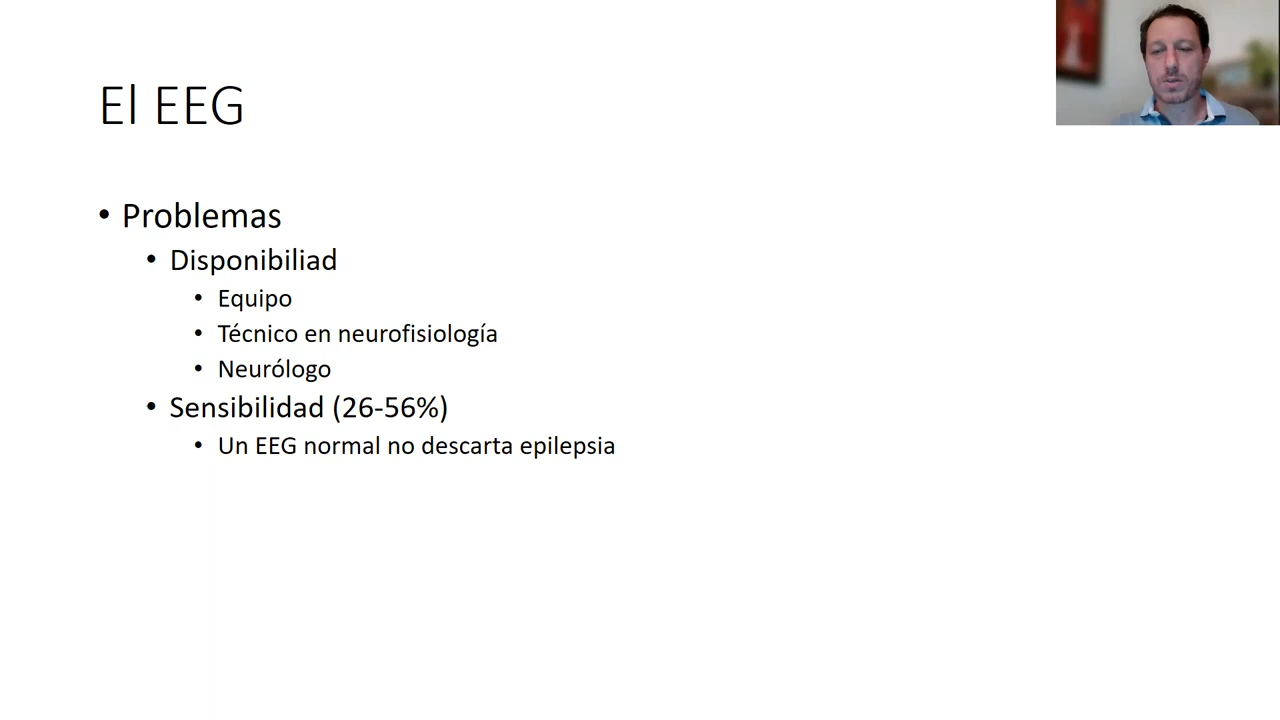 El EEG
• Problemas
• Disponibiliad
• Equipo
• Técnico en neurofisiología
• Neurólogo
• Sensibilidad (26-56%)
• Un EEG normal no descarta epilepsia